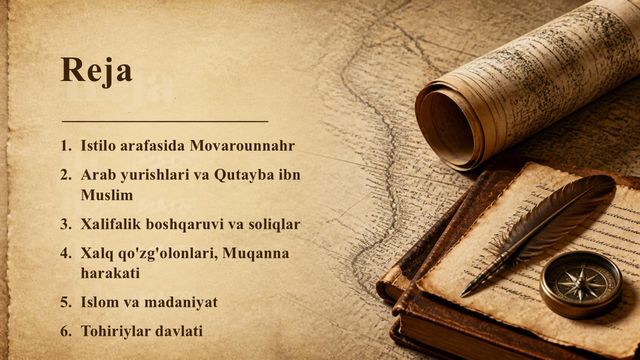 Reja
1. Istilo arafasida Movarounnahr
2. Arab yurishlari va Qutayba ibn
Muslim
3. Xalifalik boshqaruvi va soliqlar
4. Xalq qo'zg'olonlari, Muqanna
harakati
5. Islom va madaniyat
6. Tohiriylar davlati